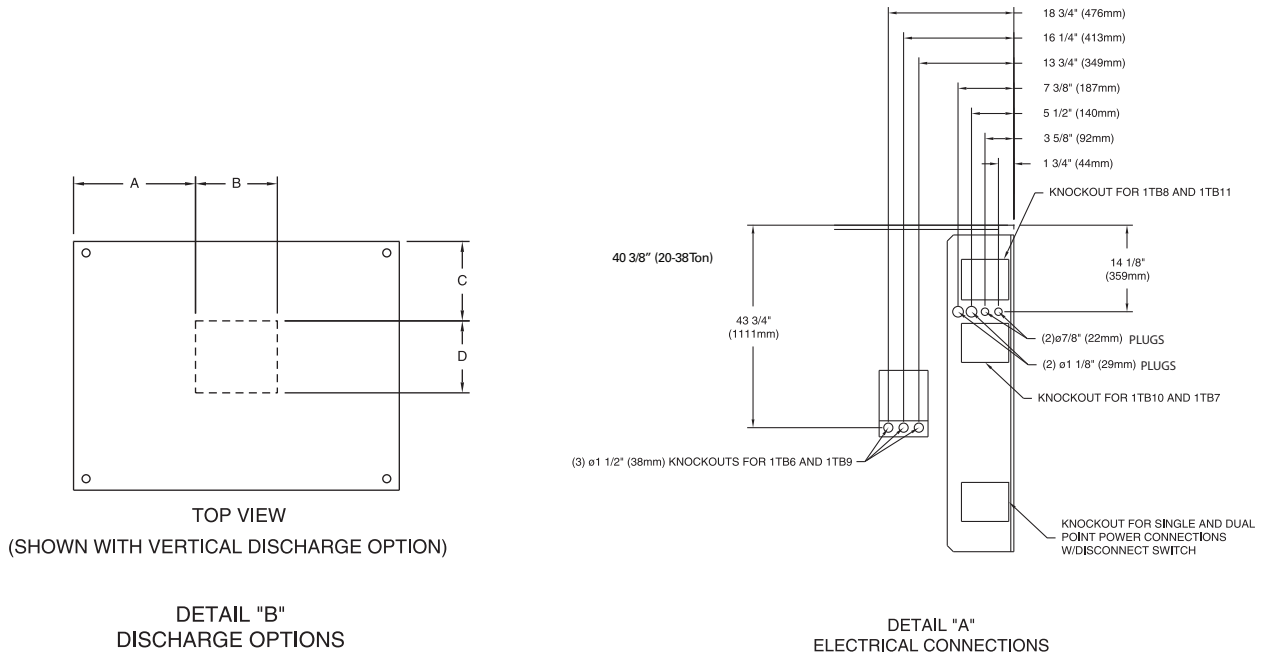 A
B
C
D
TOP VIEW
(SHOWN WITH VERTICAL DISCHARGE OPTION)
DETAIL "B"
DISCHARGE OPTIONS
18 3/4" (476mm)
16 1/4" (413mm)
13 3/4" (349mm)
7 3/8" (187mm)
5 1/2" (140mm)
3 5/8" (92mm)
1 3/4" (44mm)
KNOCKOUT FOR 1TB8 AND 1TB11
40 3/8” (20-38Ton)
14 1/8"
(359mm)
43 3/4"
(1111mm)
(2)ø7/8" (22mm) PLUGS
(2) ø1 1/8" (29mm) PLUGS
KNOCKOUT FOR 1TB10 AND 1TB7
(3) ø1 1/2" (38mm) KNOCKOUTS FOR 1TB6 AND 1TB9
KNOCKOUT FOR SINGLE AND DUAL
POINT POWER CONNECTIONS
W/DISCONNECT SWITCH
DETAIL "A"
ELECTRICAL CONNECTIONS